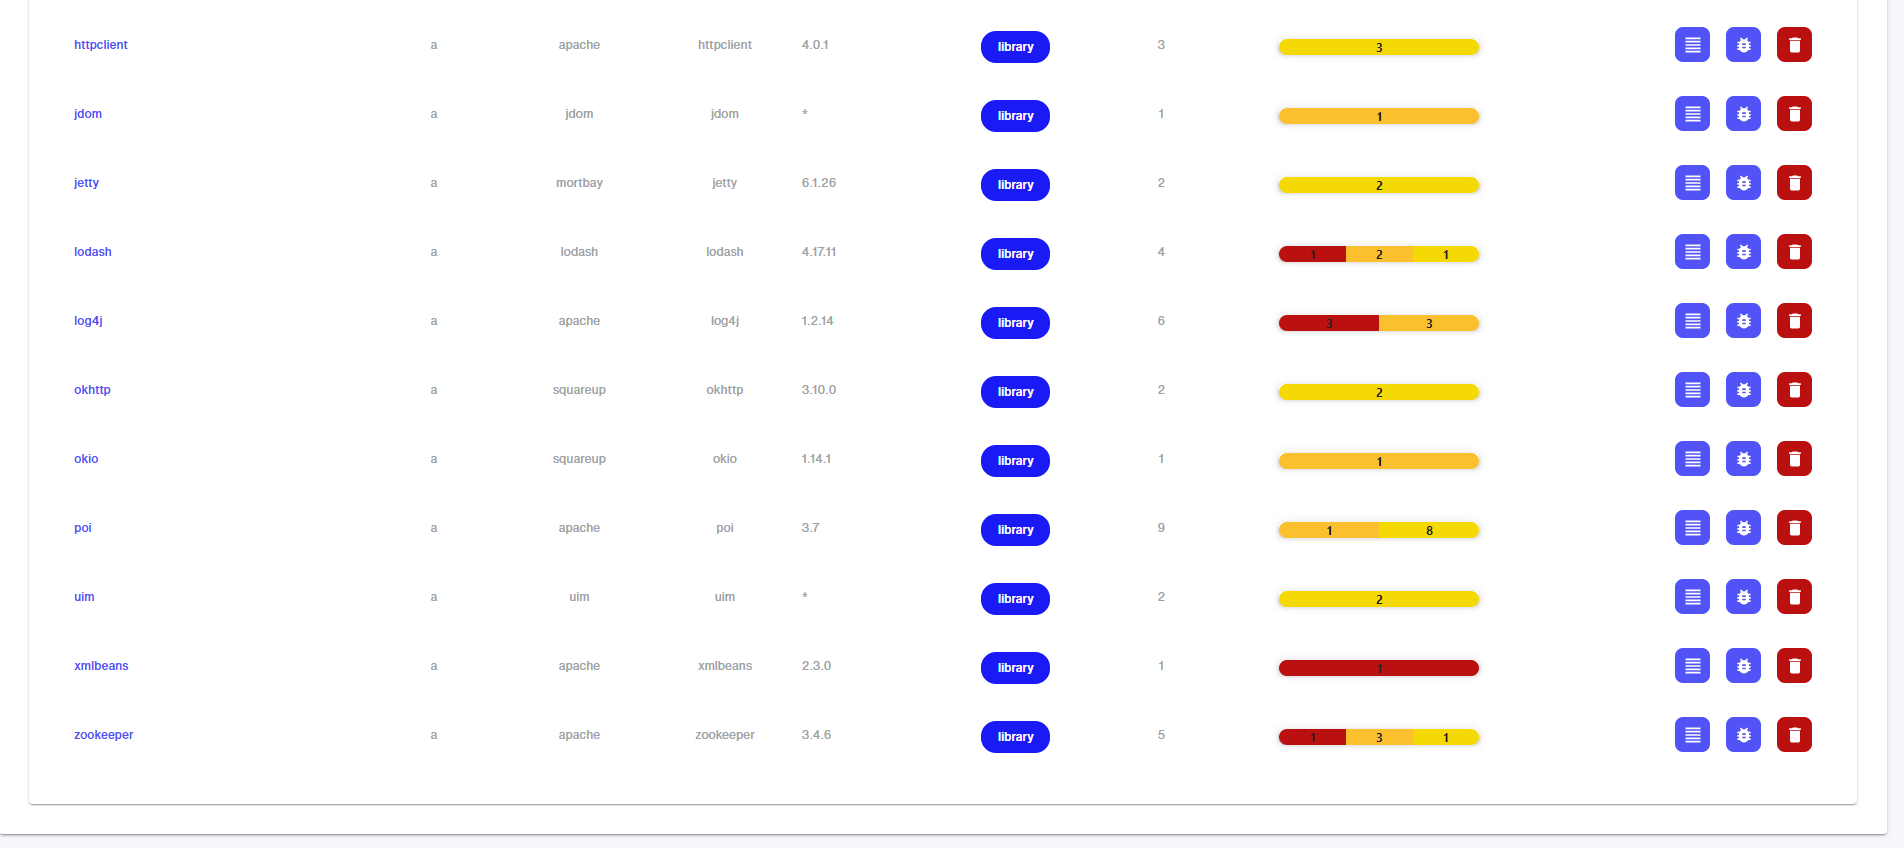 httpclient a apache httpclient 4.0.1 library 3 3
jdom a jdom jdom * library 1 1
jetty a mortbay jetty 6.1.26 library 2 2
lodash a lodash lodash 4.17.11 library 4 1 2 1
log4j a apache log4j 1.2.14 library 6 3 3
okhttp a squareup okhttp 3.10.0 library 2 2
okio a squareup okio 1.14.1 library 1 1
poi a apache poi 3.7 library 9 1 8
uim a uim uim * library 2 2
xmlbeans a apache xmlbeans 2.3.0 library 1 1
zookeeper a apache zookeeper 3.4.6 library 5 1 3 1